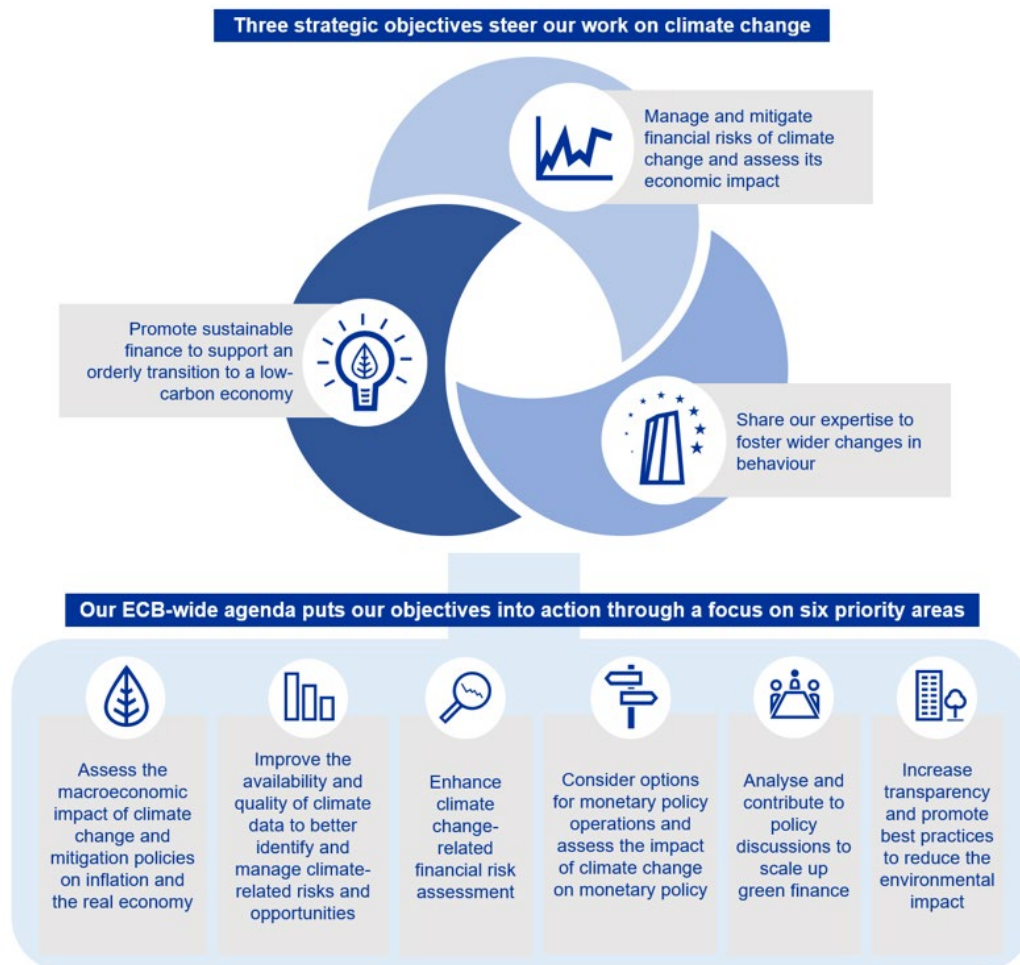 Three strategic objectives steer our work on climate change
Manage and mitigate
financial risks of climate
change and assess its
economic impact
Promote sustainable
finance to support an
orderly transition to a low-
carbon economy
Share our expertise to
foster wider changes in
behaviour
Our ECB-wide agenda puts our objectives into action through a focus on six priority areas
Assess the
macroeconomic
impact of climate
change and
mitigation policies
on inflation and
the real economy
Improve the
availability and
quality of climate
data to better
identify and
manage climate-
related risks and
opportunities
Enhance
climate
change-
related
financial risk
assessment
Consider options
for monetary policy
operations and
assess the impact
of climate change
on monetary policy
Analyse and
contribute to
policy
discussions to
scale up
green finance
Increase
transparency
and promote
best practices
to reduce the
environmental
impact